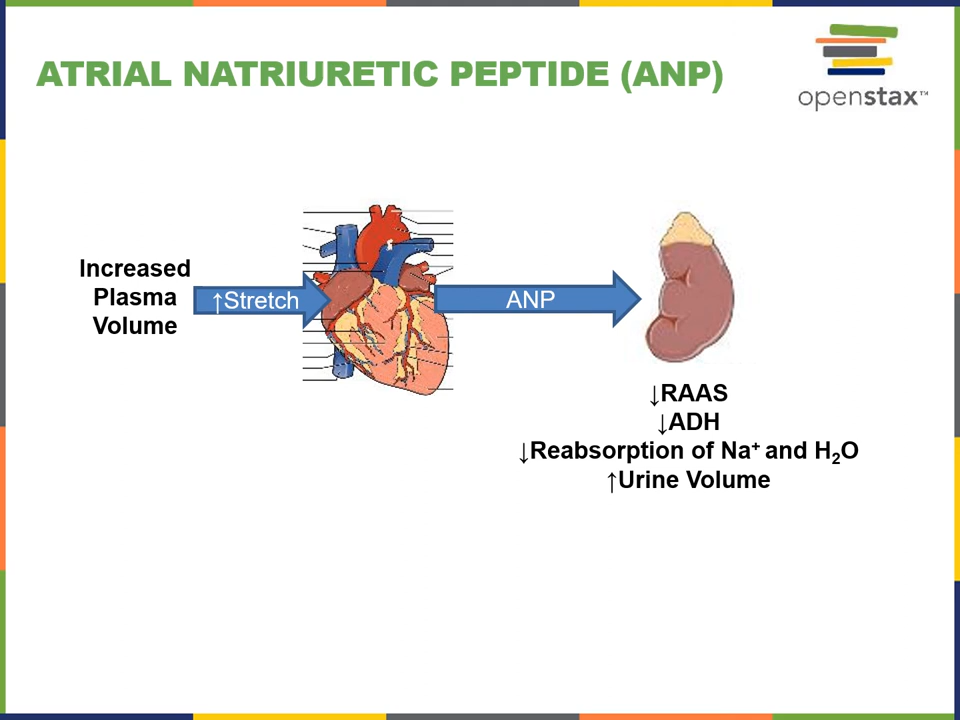 ATRIAL NATRIURETIC PEPTIDE (ANP)
openstax™
Increased
Plasma
Volume
↑Stretch
ANP
↓RAAS
↓ADH
↓Reabsorption of Na⁺ and H₂O
↑Urine Volume